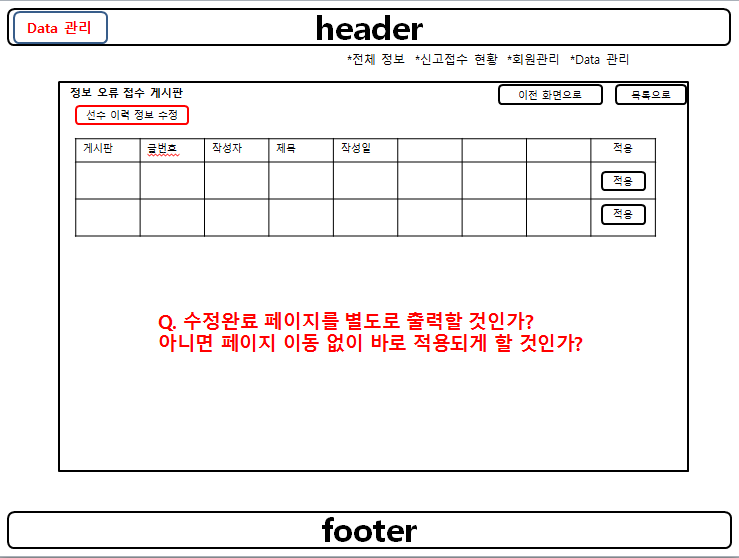 Data 관리
header
*전체 정보 *신고접수 현황 *회원관리 *Data 관리
정보 오류 접수 게시판
이전 화면으로
목록으로
선수 이력 정보 수정
게시판 글번호 작성자 제목 작성일 적용
적용
적용
Q. 수정완료 페이지를 별도로 출력할 것인가?
아니면 페이지 이동 없이 바로 적용되게 할 것인가?
footer